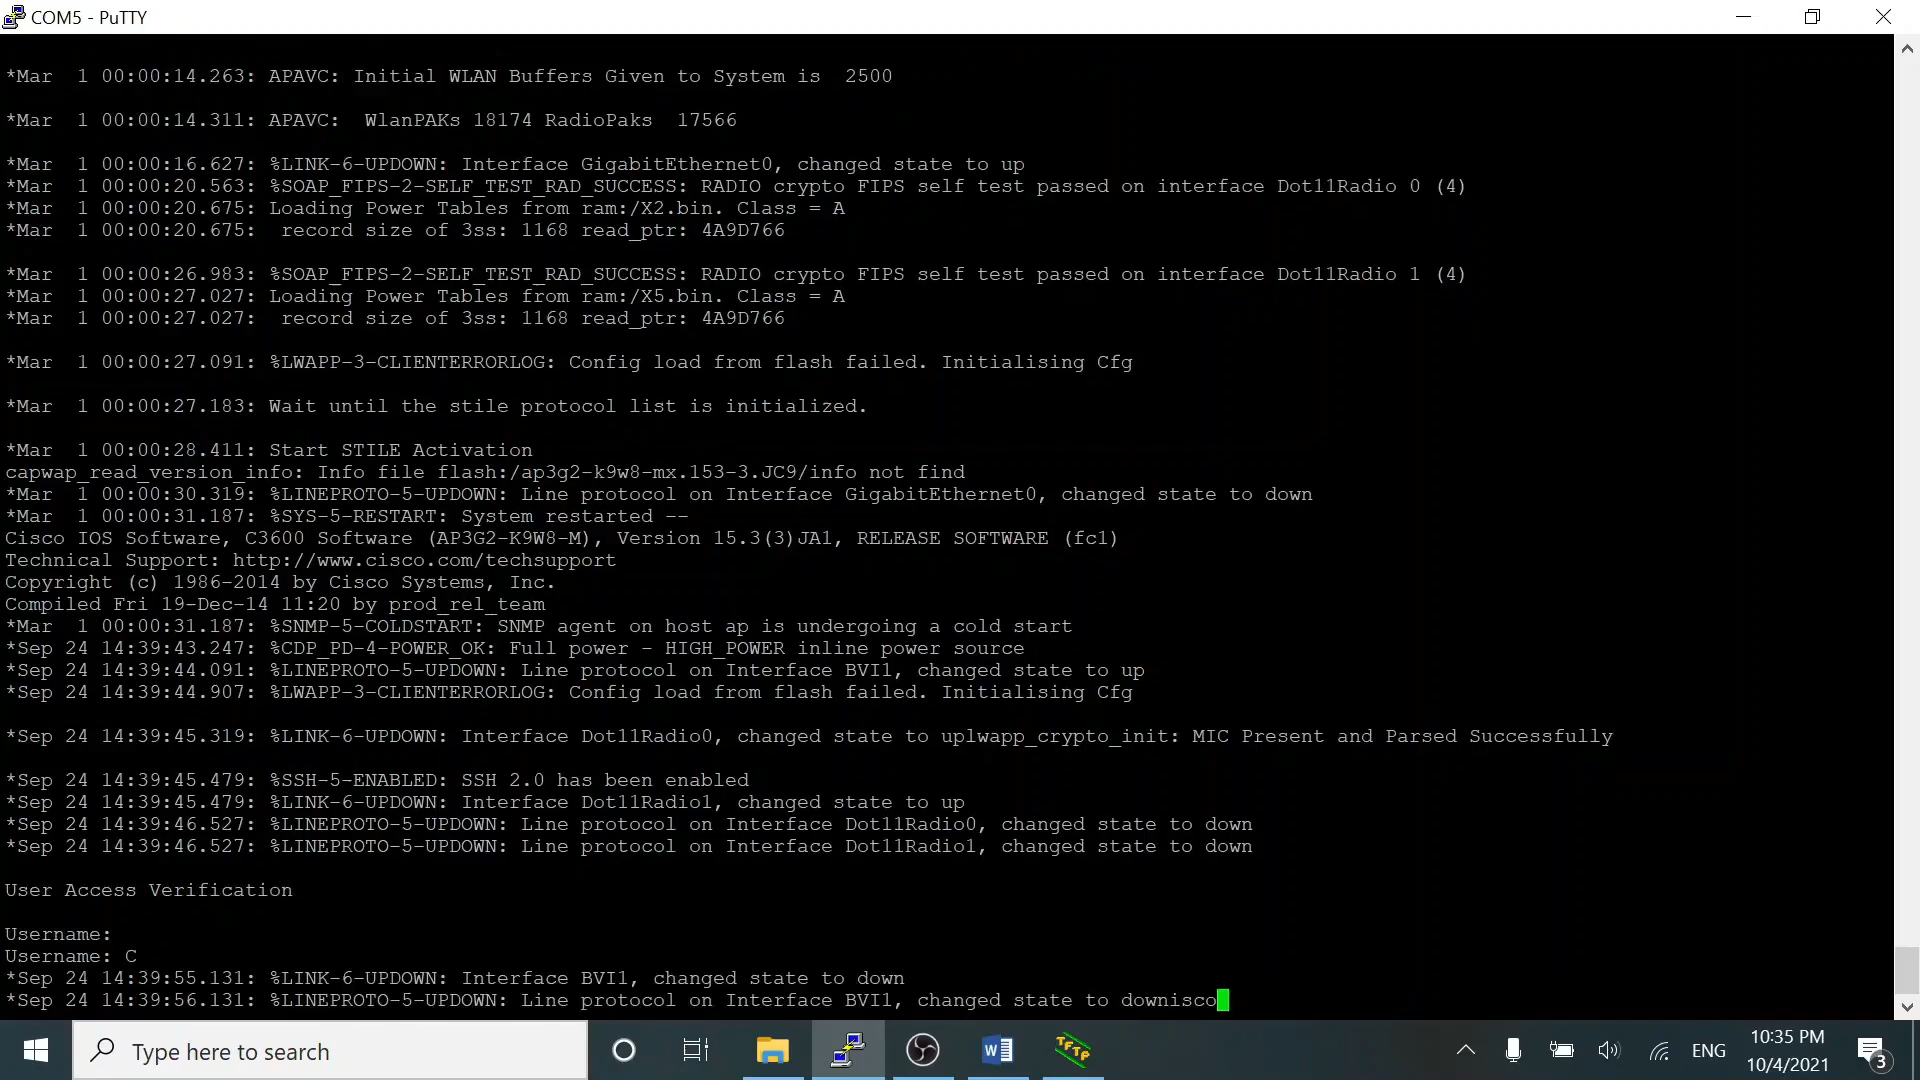 COM5 - PuTTY
*Mar  1 00:00:14.263: APAVC: Initial WLAN Buffers Given to System is  2500
*Mar  1 00:00:14.311: APAVC:  WlanPAKs 18174 RadioPaks  17566
*Mar  1 00:00:16.627: %LINK-6-UPDOWN: Interface GigabitEthernet0, changed state to up
*Mar  1 00:00:20.563: %SOAP_FIPS-2-SELF_TEST_RAD_SUCCESS: RADIO crypto FIPS self test passed on interface Dot11Radio 0 (4)
*Mar  1 00:00:20.675: Loading Power Tables from ram:/X2.bin. Class = A
*Mar  1 00:00:20.675:  record size of 3ss: 1168 read_ptr: 4A9D766
*Mar  1 00:00:26.983: %SOAP_FIPS-2-SELF_TEST_RAD_SUCCESS: RADIO crypto FIPS self test passed on interface Dot11Radio 1 (4)
*Mar  1 00:00:27.027: Loading Power Tables from ram:/X5.bin. Class = A
*Mar  1 00:00:27.027:  record size of 3ss: 1168 read_ptr: 4A9D766
*Mar  1 00:00:27.091: %LWAPP-3-CLIENTERRORLOG: Config load from flash failed. Initialising Cfg
*Mar  1 00:00:27.183: Wait until the stile protocol list is initialized.
*Mar  1 00:00:28.411: Start STILE Activation
capwap_read_version_info: Info file flash:/ap3g2-k9w8-mx.153-3.JC9/info not find
*Mar  1 00:00:30.319: %LINEPROTO-5-UPDOWN: Line protocol on Interface GigabitEthernet0, changed state to down
*Mar  1 00:00:31.187: %SYS-5-RESTART: System restarted --
Cisco IOS Software, C3600 Software (AP3G2-K9W8-M), Version 15.3(3)JA1, RELEASE SOFTWARE (fc1)
Technical Support: http://www.cisco.com/techsupport
Copyright (c) 1986-2014 by Cisco Systems, Inc.
Compiled Fri 19-Dec-14 11:20 by prod_rel_team
*Mar  1 00:00:31.187: %SNMP-5-COLDSTART: SNMP agent on host ap is undergoing a cold start
*Sep 24 14:39:43.247: %CDP_PD-4-POWER_OK: Full power - HIGH_POWER inline power source
*Sep 24 14:39:44.091: %LINEPROTO-5-UPDOWN: Line protocol on Interface BVI1, changed state to up
*Sep 24 14:39:44.907: %LWAPP-3-CLIENTERRORLOG: Config load from flash failed. Initialising Cfg
*Sep 24 14:39:45.319: %LINK-6-UPDOWN: Interface Dot11Radio0, changed state to uplwapp_crypto_init: MIC Present and Parsed Successfully
*Sep 24 14:39:45.479: %SSH-5-ENABLED: SSH 2.0 has been enabled
*Sep 24 14:39:45.479: %LINK-6-UPDOWN: Interface Dot11Radio1, changed state to up
*Sep 24 14:39:46.527: %LINEPROTO-5-UPDOWN: Line protocol on Interface Dot11Radio0, changed state to down
*Sep 24 14:39:46.527: %LINEPROTO-5-UPDOWN: Line protocol on Interface Dot11Radio1, changed state to down
User Access Verification
Username:
Username: C
*Sep 24 14:39:55.131: %LINK-6-UPDOWN: Interface BVI1, changed state to down
*Sep 24 14:39:56.131: %LINEPROTO-5-UPDOWN: Line protocol on Interface BVI1, changed state to downisco
Type here to search
W
TFTP
ENG
10:35 PM
10/4/2021
3